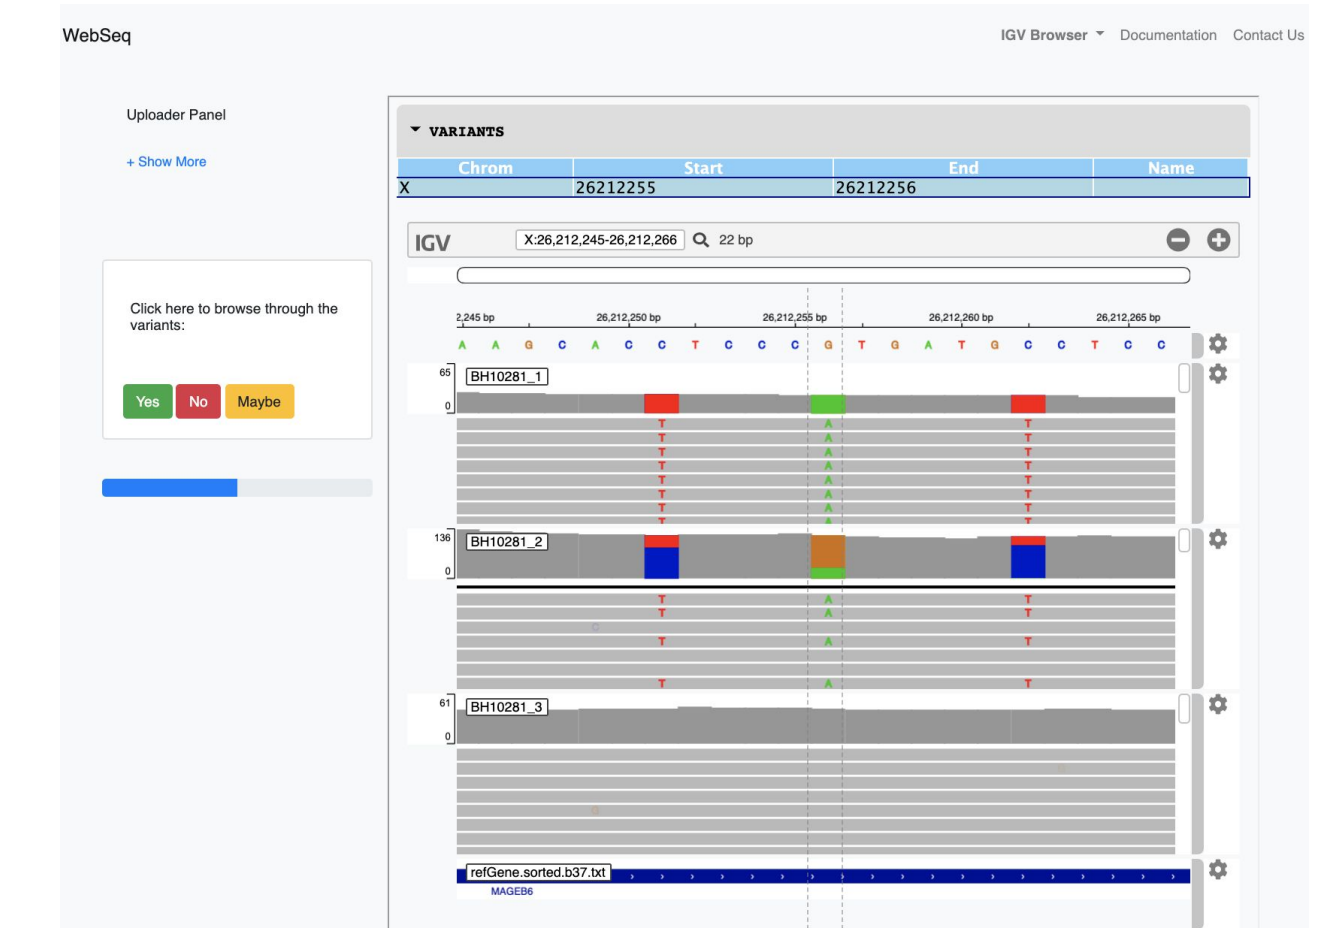 WebSeq
IGV Browser Documentation Contact Us
Uploader Panel
+ Show More
Click here to browse through the
variants:
Yes No Maybe
VARIANTS
Chrom Start End Name
X 26212255 26212256
IGV X:26,212,245-26,212,266 22 bp
2,245 bp 26,212,250 bp 26,212,255 bp 26,212,260 bp 26,212,265 bp
A A G C A C C T C C C G T G A T G C C T C C
65 BH10281_1
0
T A T
T A T
T A T
T A T
T A T
T A T
T A T
T A T
136 BH10281_2
0
T A T
T A T
C
T A T
T A T
61 BH10281_3
0
G
refGene.sorted.b37.txt
MAGEB6